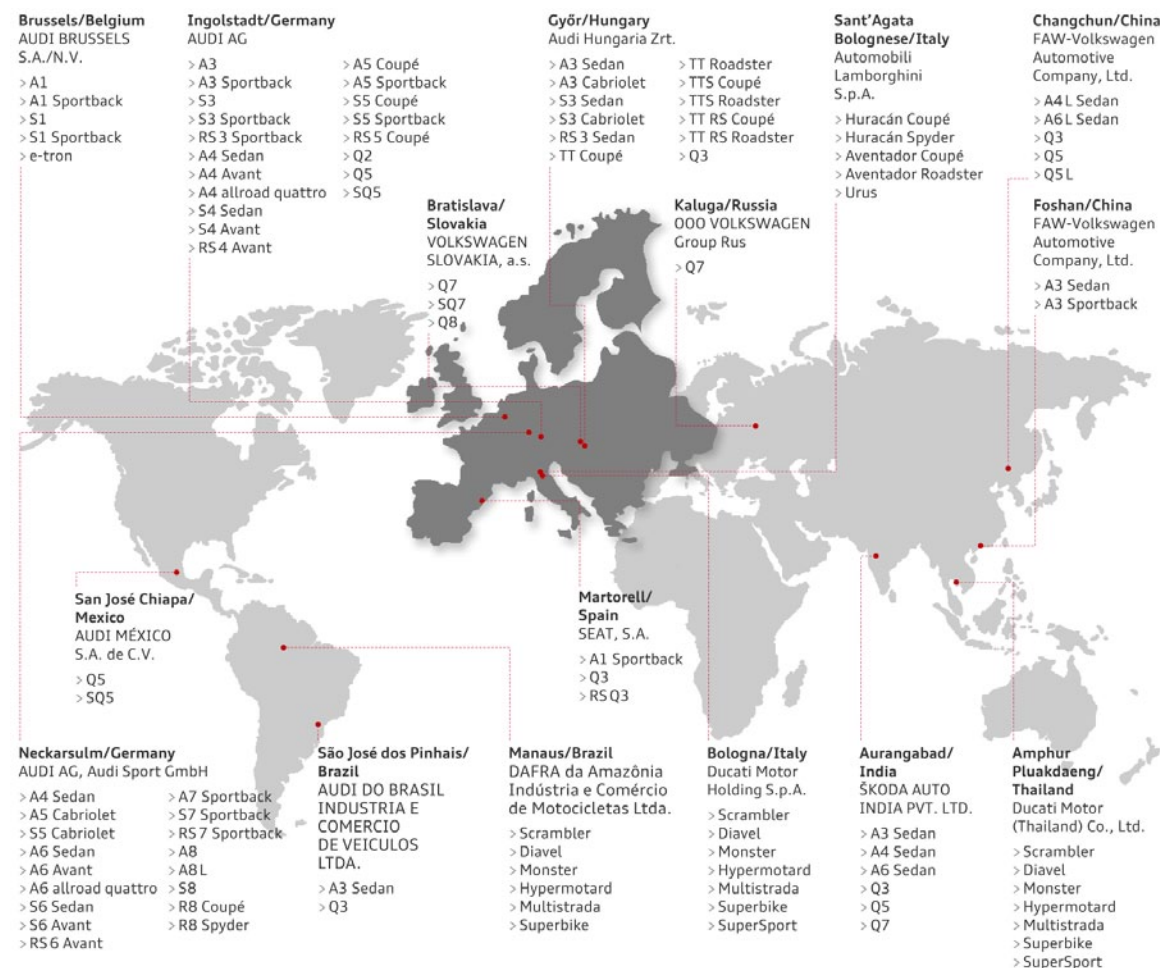 Brussels/Belgium
AUDI BRUSSELS
S.A./N.V.
> A1
> A1 Sportback
> S1
> S1 Sportback
> e-tron
Ingolstadt/Germany
AUDI AG
> A3
> A3 Sportback
> S3
> S3 Sportback
> RS 3 Sportback
> A4 Sedan
> A4 Avant
> A4 allroad quattro
> S4 Sedan
> S4 Avant
> RS 4 Avant
> A5 Coupé
> A5 Sportback
> S5 Coupé
> S5 Sportback
> RS 5 Coupé
> Q2
> Q5
> SQ5
Győr/Hungary
Audi Hungaria Zrt.
> A3 Sedan
> A3 Cabriolet
> S3 Sedan
> S3 Cabriolet
> RS 3 Sedan
> TT Coupé
> TT Roadster
> TTS Coupé
> TTS Roadster
> TT RS Coupé
> TT RS Roadster
> Q3
Sant’Agata
Bolognese/Italy
Automobili
Lamborghini
S.p.A.
> Huracán Coupé
> Huracán Spyder
> Aventador Coupé
> Aventador Roadster
> Urus
Changchun/China
FAW-Volkswagen
Automotive
Company, Ltd.
> A4 L Sedan
> A6 L Sedan
> Q3
> Q5
> Q5 L
Bratislava/
Slovakia
VOLKSWAGEN
SLOVAKIA, a.s.
> Q7
> SQ7
> Q8
Kaluga/Russia
OOO VOLKSWAGEN
Group Rus
> Q7
Foshan/China
FAW-Volkswagen
Automotive
Company, Ltd.
> A3 Sedan
> A3 Sportback
San José Chiapa/
Mexico
AUDI MÉXICO
S.A. de C.V.
> Q5
> SQ5
Martorell/
Spain
SEAT, S.A.
> A1 Sportback
> Q3
> RS Q3
Neckarsulm/Germany
AUDI AG, Audi Sport GmbH
> A4 Sedan
> A5 Cabriolet
> S5 Cabriolet
> A6 Sedan
> A6 Avant
> A6 allroad quattro
> S6 Sedan
> S6 Avant
> RS 6 Avant
> A7 Sportback
> S7 Sportback
> RS 7 Sportback
> A8
> A8 L
> S8
> R8 Coupé
> R8 Spyder
São José dos Pinhais/
Brazil
AUDI DO BRASIL
INDUSTRIA E
COMERCIO
DE VEICULOS
LTDA.
> A3 Sedan
> Q3
Manaus/Brazil
DAFRA da Amazônia
Indústria e Comércio
de Motocicletas Ltda.
> Scrambler
> Diavel
> Monster
> Hypermotard
> Multistrada
> Superbike
Bologna/Italy
Ducati Motor
Holding S.p.A.
> Scrambler
> Diavel
> Monster
> Hypermotard
> Multistrada
> Superbike
> SuperSport
Aurangabad/
India
ŠKODA AUTO
INDIA PVT. LTD.
> A3 Sedan
> A4 Sedan
> A6 Sedan
> Q3
> Q5
> Q7
Amphur
Pluakdaeng/
Thailand
Ducati Motor
(Thailand) Co., Ltd.
> Scrambler
> Diavel
> Monster
> Hypermotard
> Multistrada
> Superbike
> SuperSport